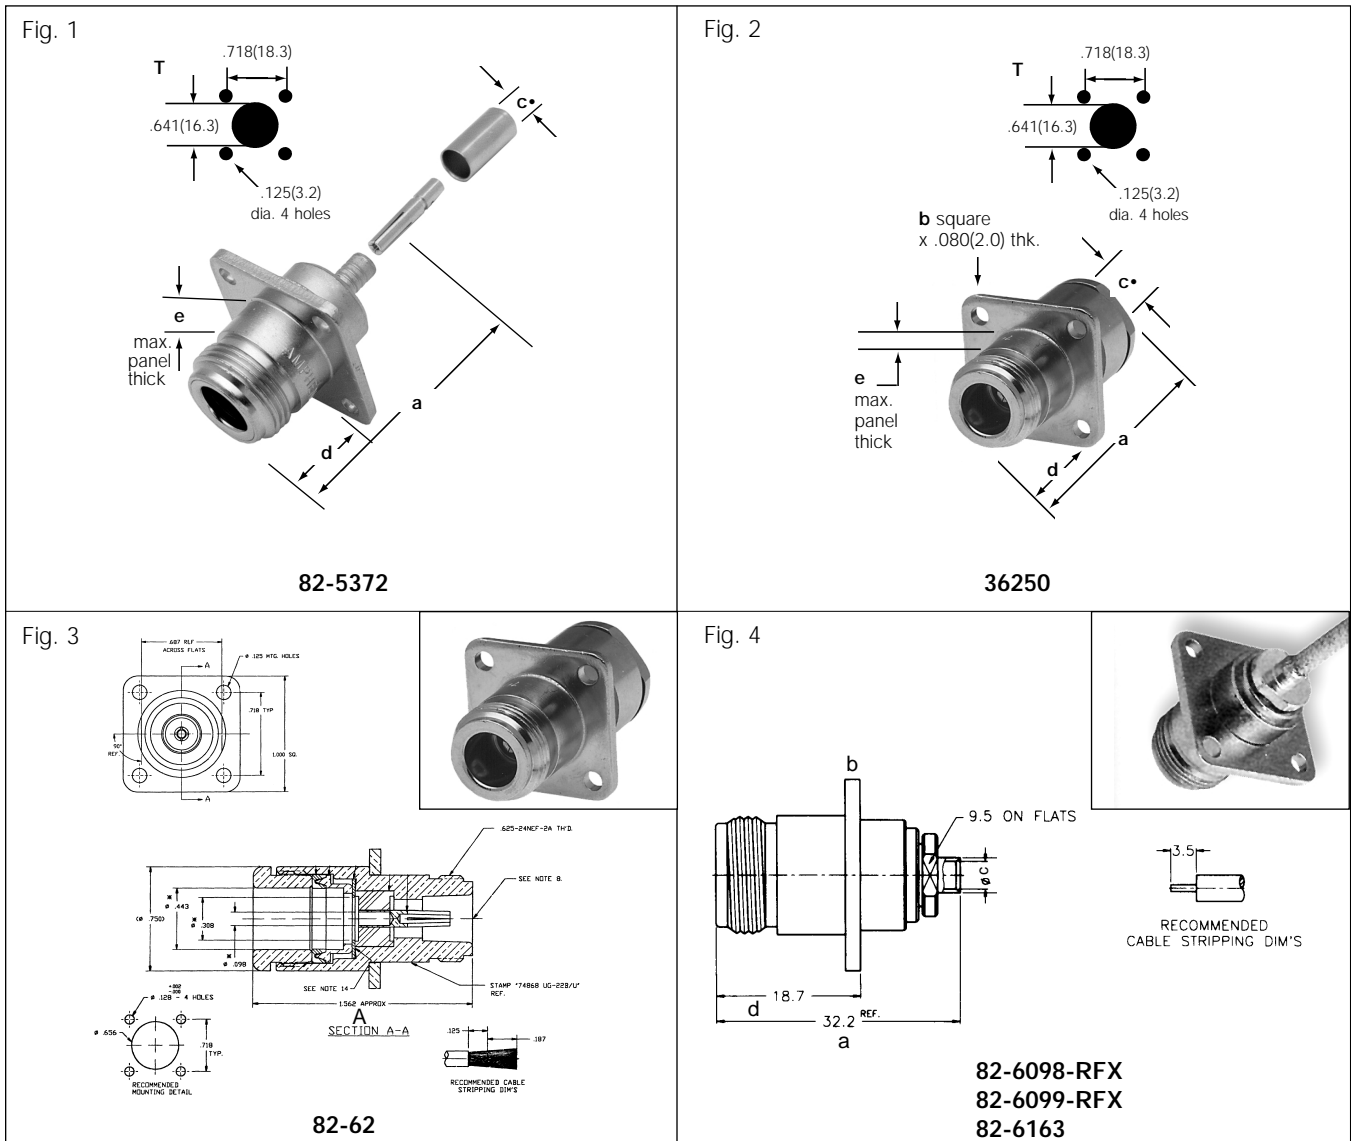 Fig. 1
.718(18.3)
T
c•
.641(16.3)
.125(3.2)
dia. 4 holes
e
max.
panel
thick
a
d
82-5372
Fig. 2
.718(18.3)
T
.641(16.3)
.125(3.2)
dia. 4 holes
b square
x .080(2.0) thk.
c•
e
max.
panel
thick
a
d
36250
Fig. 3
.687 REF
ACROSS FLATS
A
ø .125 MTG. HOLES
.718 TYP
1.000 SQ.
90°
REF
A
.625-24NEF-2A TH'D.
SEE NOTE 8.
(ø .750)
ø .443
ø .308
ø .098
SEE NOTE 14
STAMP "74868 UG-22B/U"
REF.
1.562 APPROX
A
SECTION A-A
+.002
-.000
ø .128 - 4 HOLES
ø .656
.718
TYP.
RECOMMENDED
MOUNTING DETAIL
.125
.187
RECOMMENDED CABLE
STRIPPING DIM'S
82-62
Fig. 4
b
9.5 ON FLATS
øc
3.5
RECOMMENDED
CABLE STRIPPING DIM'S
18.7
d
32.2 REF.
a
82-6098-RFX
82-6099-RFX
82-6163